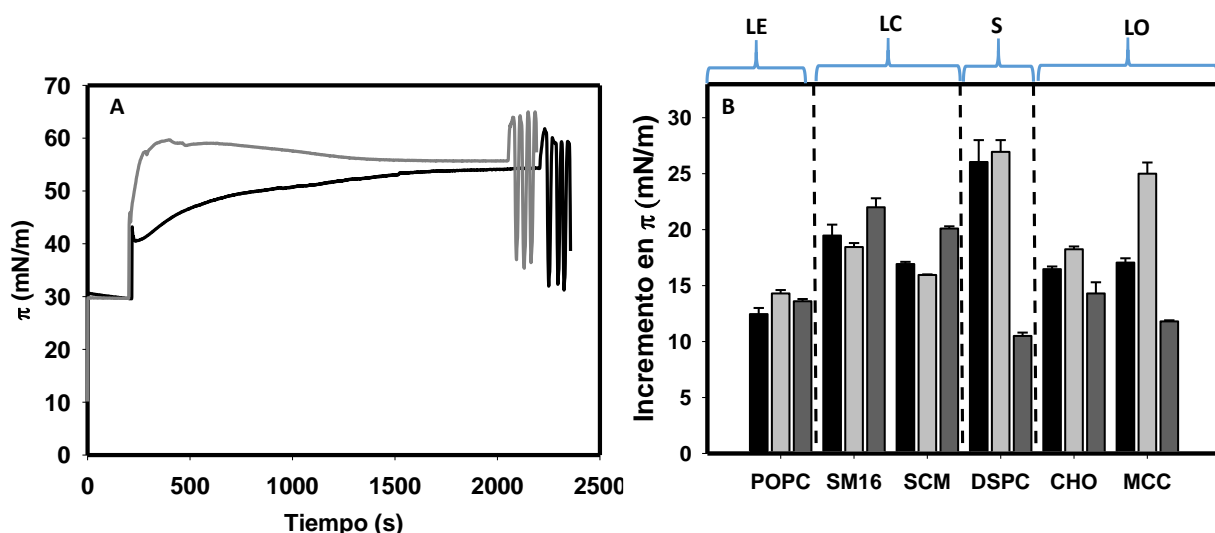 A
π (mN/m)
70
60
50
40
30
20
10
0
0 500 1000 1500 2000 2500
Tiempo (s)
LE LC S LO
B
Incremento en π (mN/m)
30
25
20
15
10
5
0
POPC SM16 SCM DSPC CHO MCC